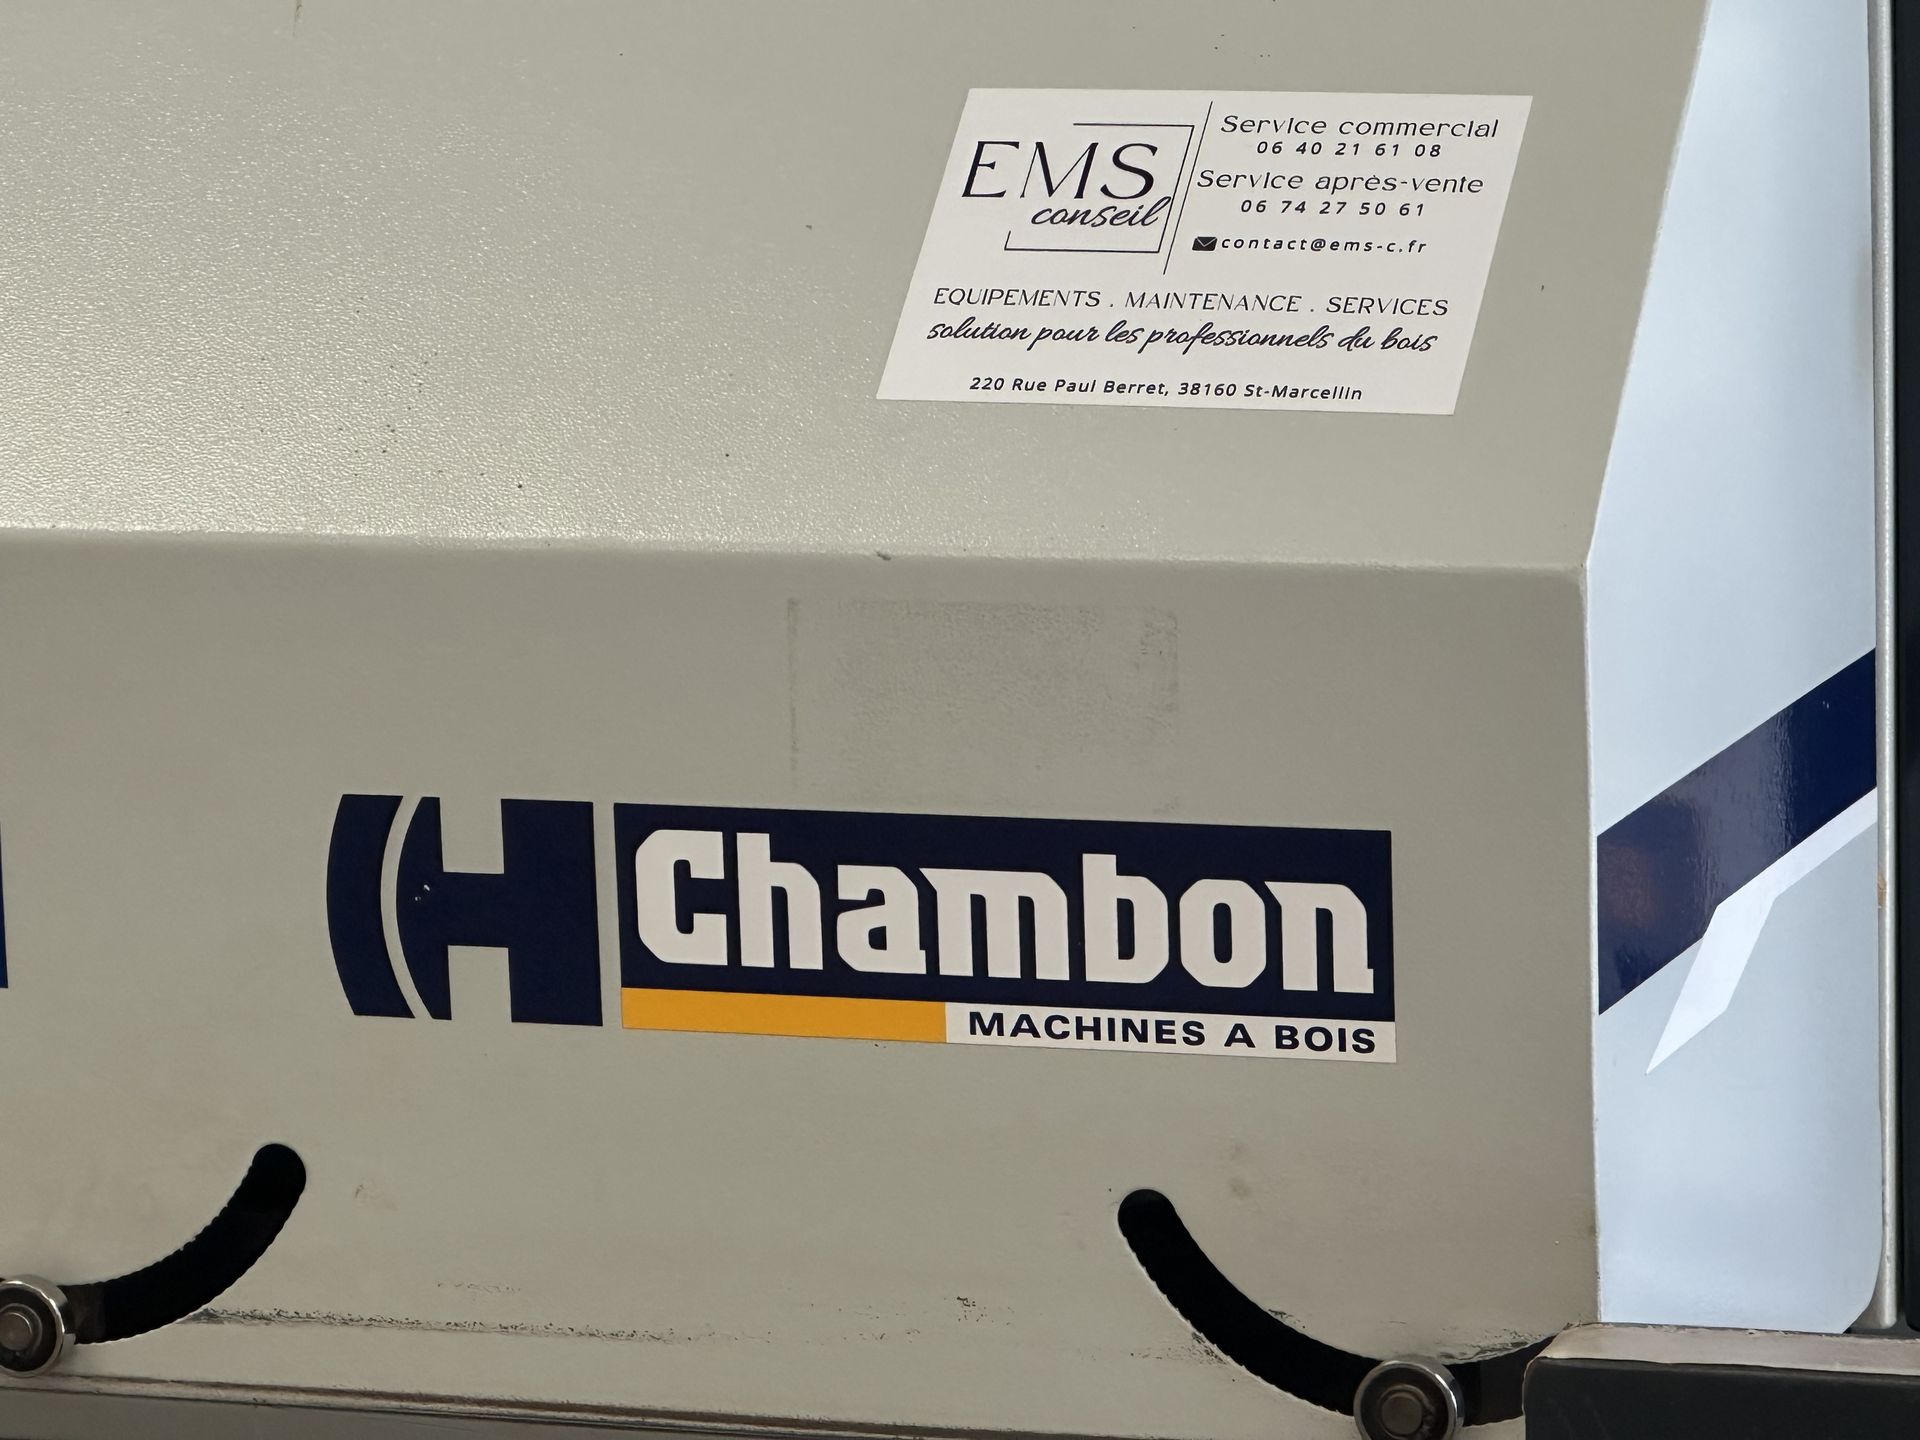 EMS
conseil
Service commercial
06 40 21 61 08
Service après-vente
06 74 27 50 61
contact@ems-c.fr
EQUIPEMENTS . MAINTENANCE . SERVICES
solution pour les professionnels du bois
220 Rue Paul Berret, 38160 St-Marcellin
CH Chambon
MACHINES A BOIS